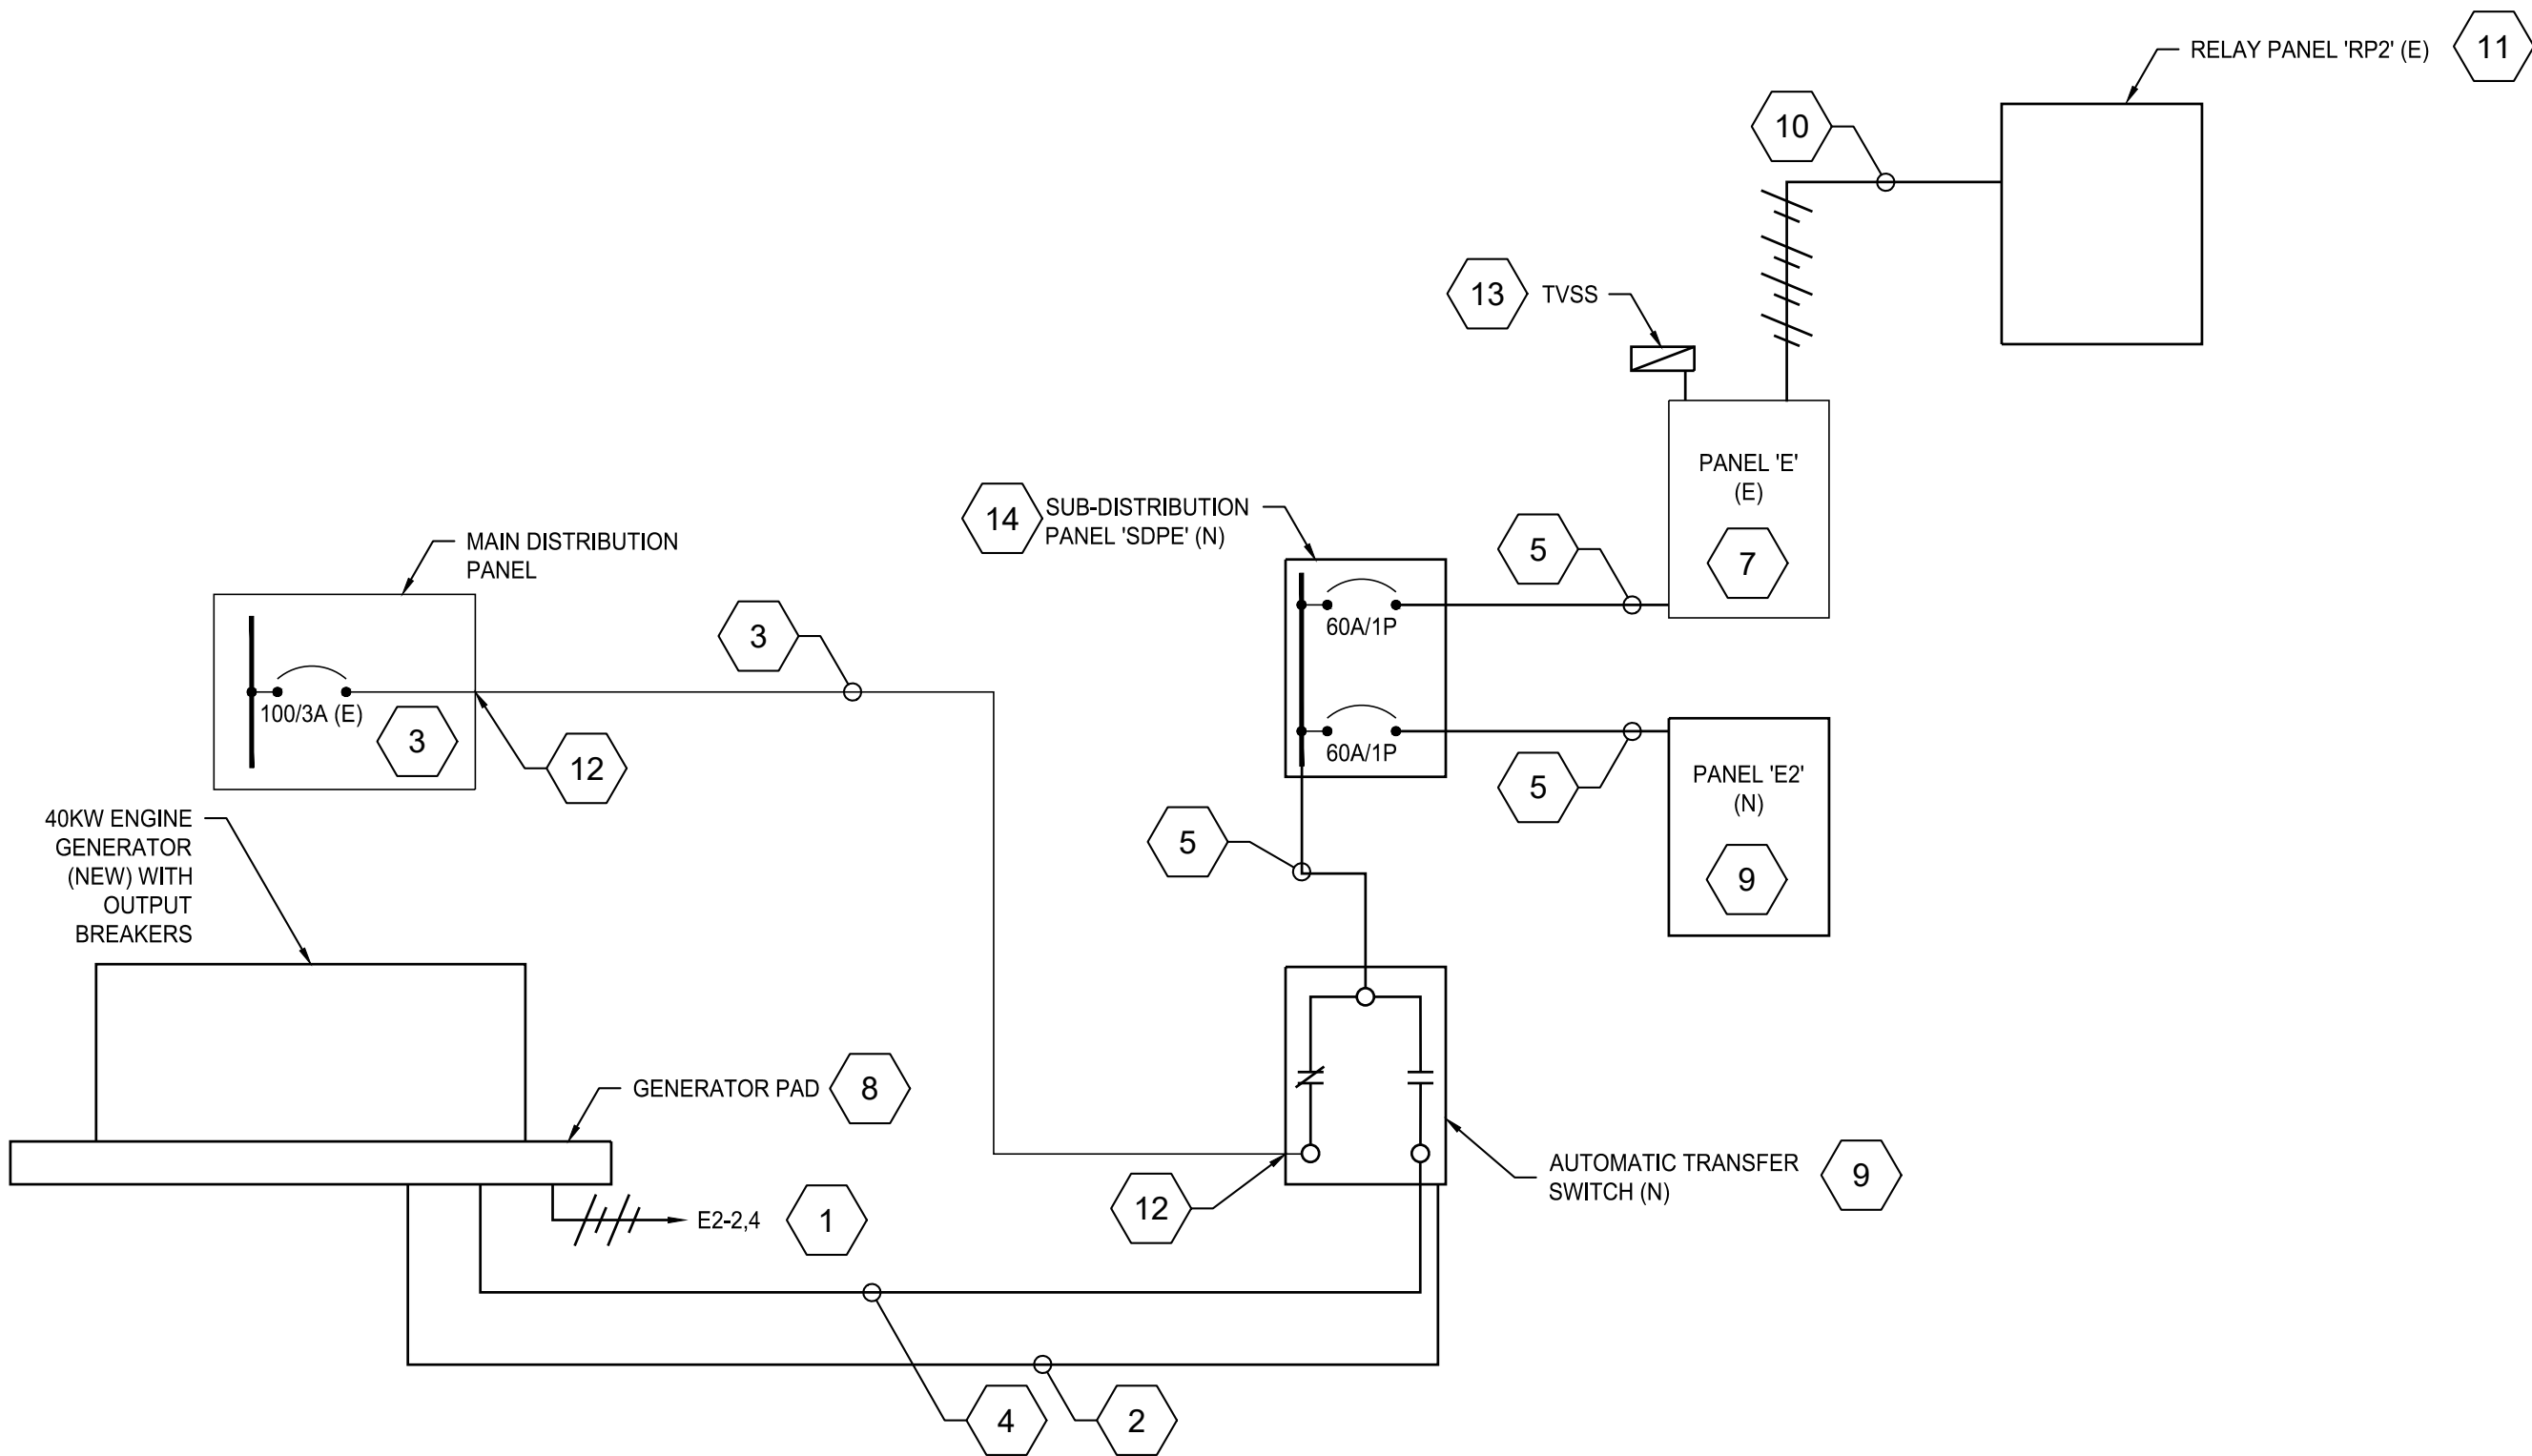 RELAY PANEL 'RP2' (E)
11
10
13
TVSS
PANEL 'E'
(E)
7
14
SUB-DISTRIBUTION
PANEL 'SDPE' (N)
5
60A/1P
60A/1P
5
PANEL 'E2'
(N)
9
MAIN DISTRIBUTION
PANEL
3
100/3A (E)
3
12
5
40KW ENGINE
GENERATOR
(NEW) WITH
OUTPUT
BREAKERS
GENERATOR PAD
8
AUTOMATIC TRANSFER
SWITCH (N)
9
12
E2-2,4
1
4
2